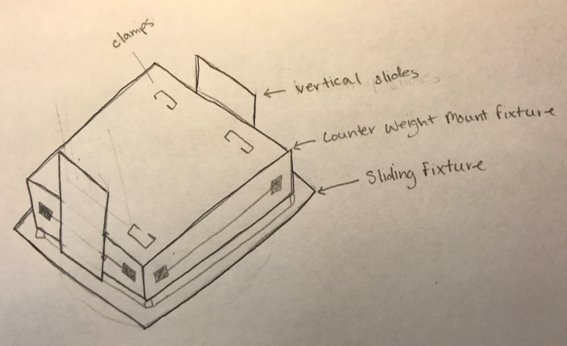 clamps
vertical slides
Counter Weight Mount Fixture
Sliding Fixture